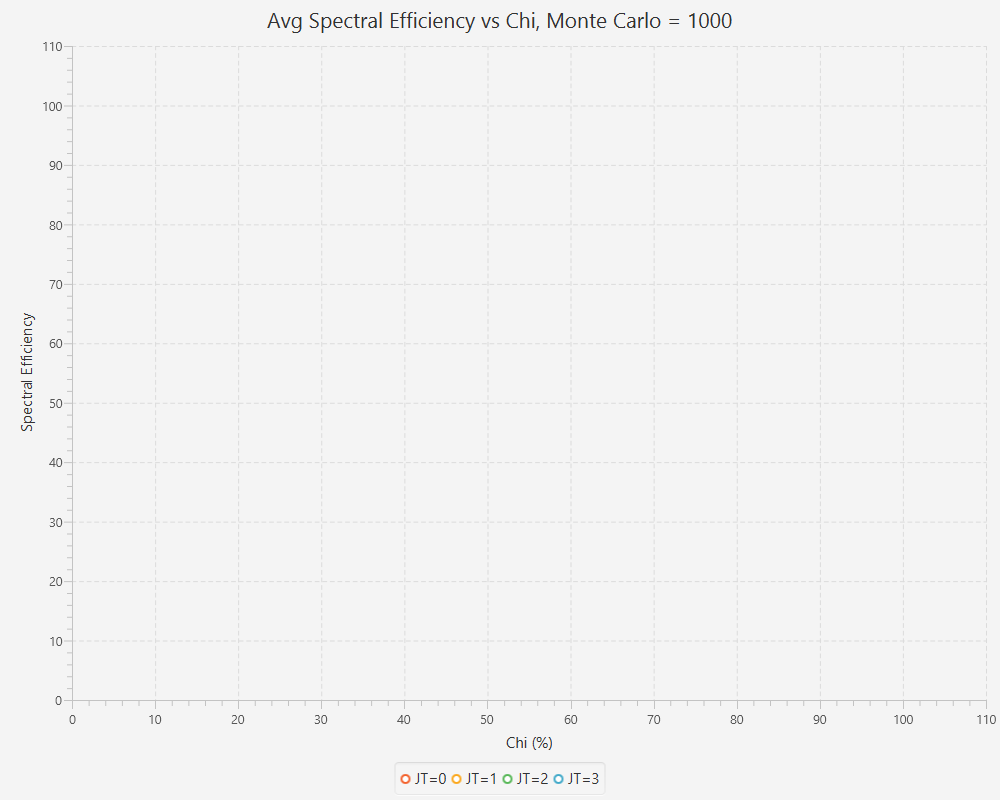 Avg Spectral Efficiency vs Chi, Monte Carlo = 1000
110
100
90
80
70
60
50
40
30
20
10
0
Spectral Efficiency
0 10 20 30 40 50 60 70 80 90 100 110
Chi (%)
JT=0 JT=1 JT=2 JT=3